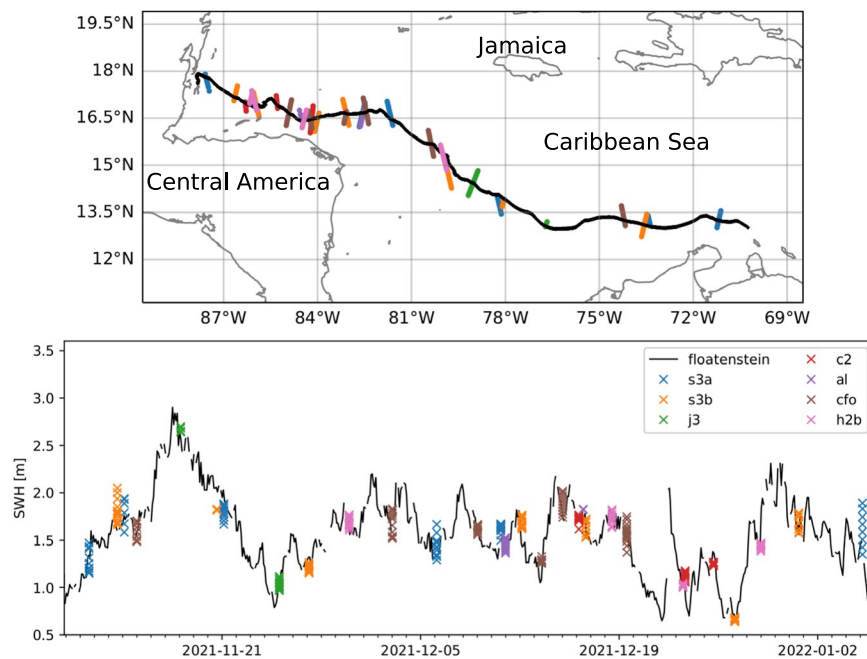 19.5°N
18°N
16.5°N
15°N
13.5°N
12°N
Jamaica
Caribbean Sea
Central America
87°W 84°W 81°W 78°W 75°W 72°W 69°W
3.5
3.0
2.5
2.0
1.5
1.0
0.5
SWH [m]
floatenstein
s3a
s3b
j3
c2
al
cfo
h2b
2021-11-21 2021-12-05 2021-12-19 2022-01-02